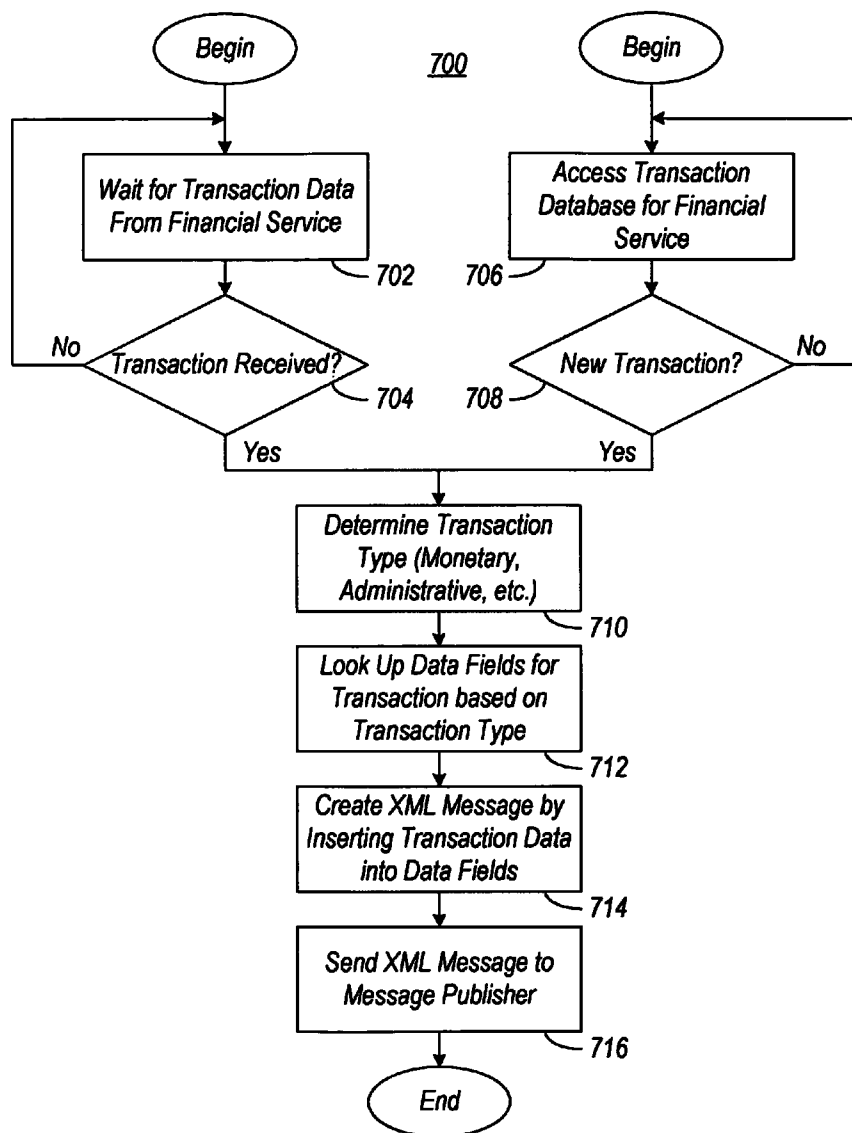 Begin
700
Begin
Wait for Transaction Data
From Financial Service
702
Access Transaction
Database for Financial
Service
706
No
Transaction Received?
704
New Transaction?
708
No
Yes
Yes
Determine Transaction
Type (Monetary,
Administrative, etc.)
710
Look Up Data Fields for
Transaction based on
Transaction Type
712
Create XML Message by
Inserting Transaction Data
into Data Fields
714
Send XML Message to
Message Publisher
716
End